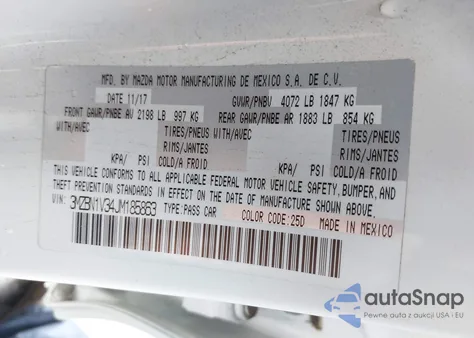 MFD. BY MAZDA MOTOR MANUFACTURING DE MEXICO S.A. DE C.V.
DATE 11/17 GVWR/PNBV 4072 LB 1847 KG
FRONT GAWR/PNBE AV 2198 LB 997 KG REAR GAWR/PNBE AR 1883 LB 854 KG
WITH/AVEC TIRES/PNEUS WITH/AVEC TIRES/PNEUS
RIMS/JANTES RIMS/JANTES
KPA/ PSI COLD/A FROID KPA/ PSI COLD/A FROID
THIS VEHICLE CONFORMS TO ALL APPLICABLE FEDERAL MOTOR VEHICLE SAFETY, BUMPER, AND
THEFT PREVENTION STANDARDS IN EFFECT ON THE DATE OF MANUFACTURE SHOWN ABOVE.
VIN: 3MZBN1V34JM185863 TYPE:PASS CAR COLOR CODE:25D MADE IN MEXICO
autoSnap
Pewne auto z USA i EU